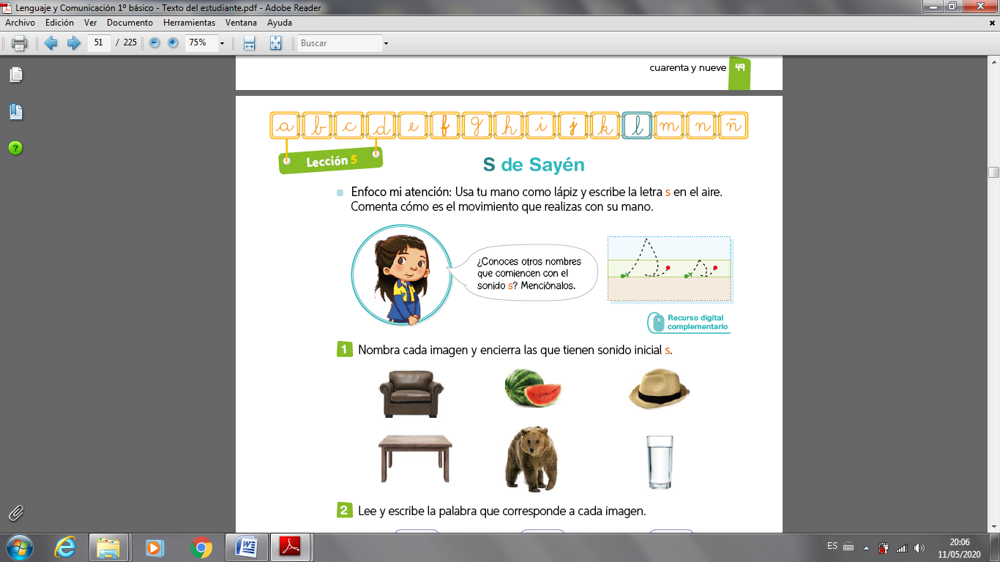 Lenguaje y Comunicación 1º básico - Texto del estudiante.pdf - Adobe Reader
Archivo Edición Ver Documento Herramientas Ventana Ayuda
51 / 225 75% Buscar
cuarenta y nueve 49
a b c d e f g h i j k l m n ñ
Lección 5
S de Sayén
Enfoco mi atención: Usa tu mano como lápiz y escribe la letra s en el aire.
Comenta cómo es el movimiento que realizas con su mano.
¿Conoces otros nombres
que comiencen con el
sonido s? Menciónalos.
Recurso digital
complementario
1 Nombra cada imagen y encierra las que tienen sonido inicial s.
2 Lee y escribe la palabra que corresponde a cada imagen.
ES
20:06
11/05/2020